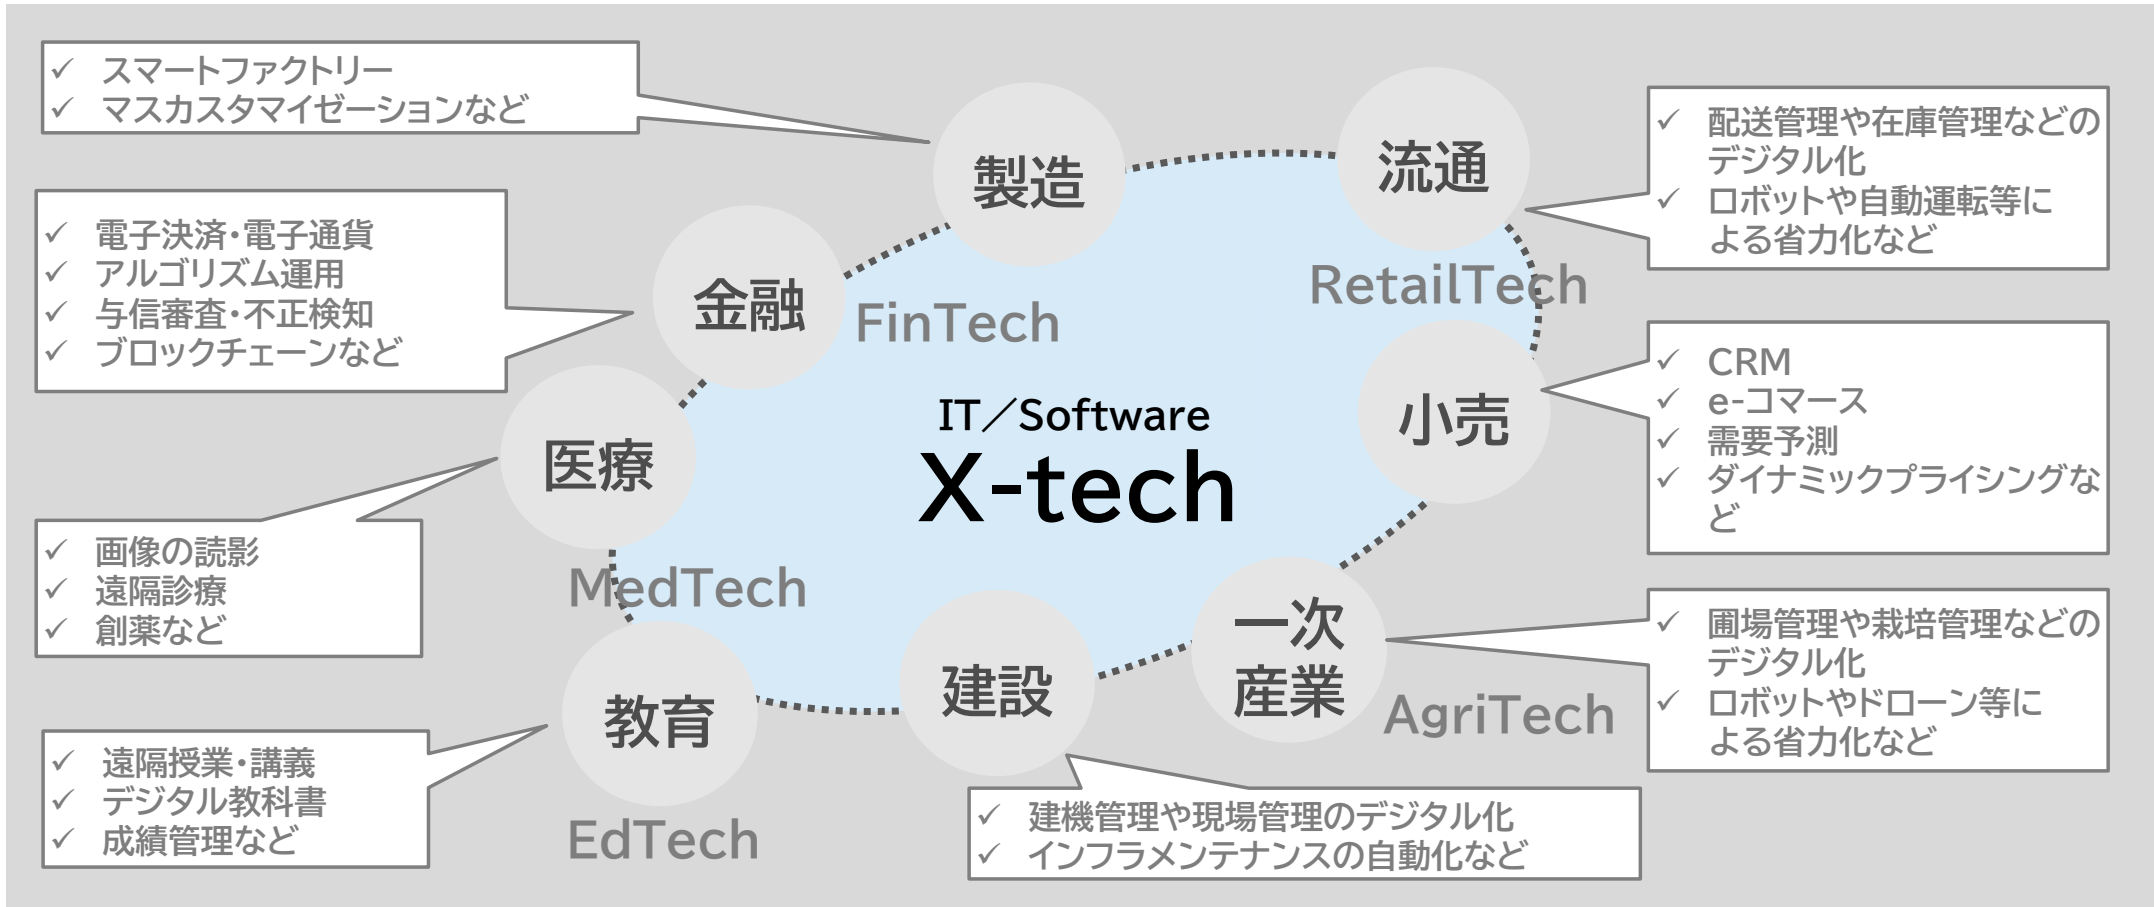 ✓ スマートファクトリー
✓ マスカスタマイゼーションなど
製造
流通
✓ 配送管理や在庫管理などの
デジタル化
✓ ロボットや自動運転等に
よる省力化など
✓ 電子決済・電子通貨
✓ アルゴリズム運用
✓ 与信審査・不正検知
✓ ブロックチェーンなど
金融
FinTech
RetailTech
小売
✓ CRM
✓ e-コマース
✓ 需要予測
✓ ダイナミックプライシングな
ど
IT／Software
X-tech
医療
MedTech
✓ 画像の読影
✓ 遠隔診療
✓ 創薬など
一次
産業
AgriTech
✓ 圃場管理や栽培管理などの
デジタル化
✓ ロボットやドローン等に
よる省力化など
建設
教育
EdTech
✓ 遠隔授業・講義
✓ デジタル教科書
✓ 成績管理など
✓ 建機管理や現場管理のデジタル化
✓ インフラメンテナンスの自動化など